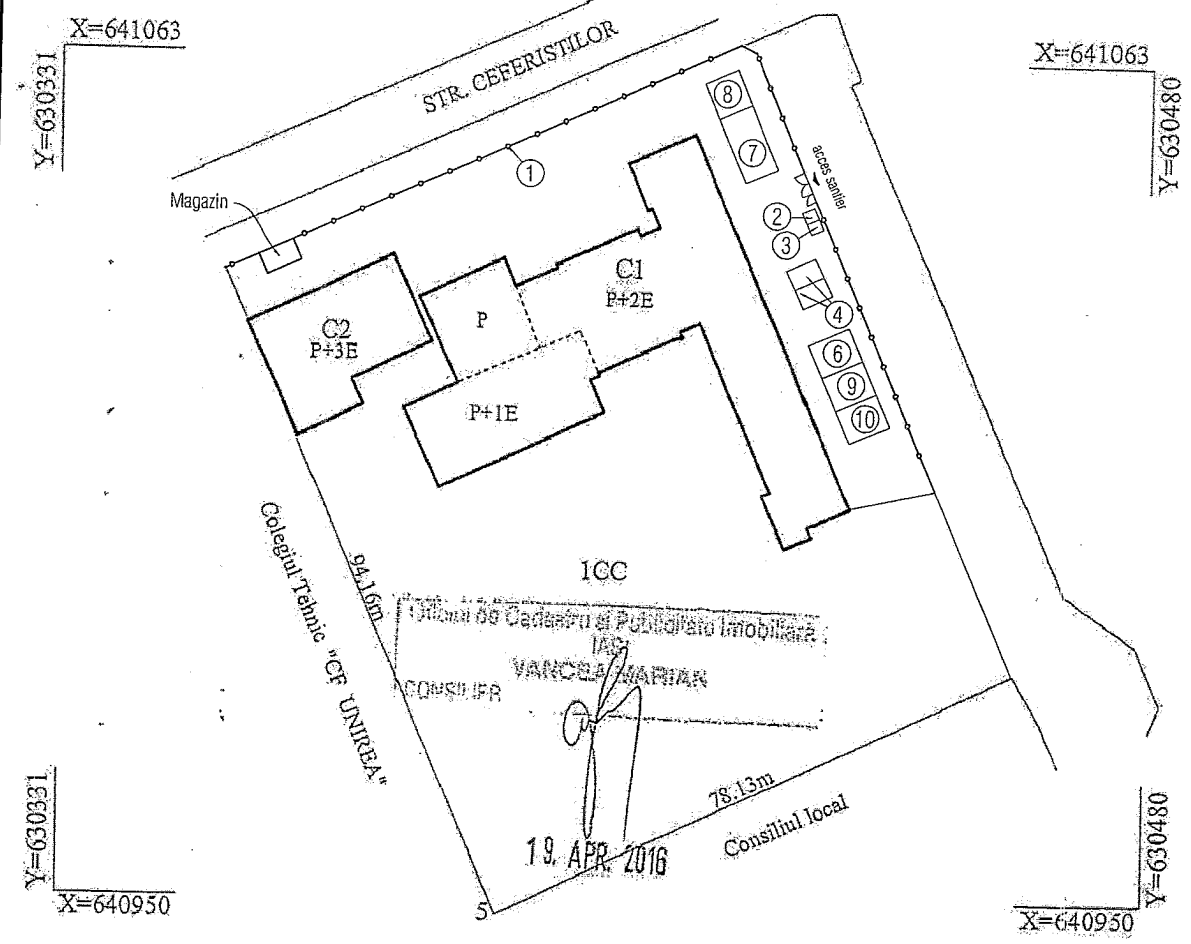 X=641063
Y=630331
STR. CEFERISTILOR
X=641063
Y=630480
8
7
1
acces santier
Magazin
2
3
C1
P+2E
4
C2
P+3E
P
6
9
10
P+1E
Colegiul Tehnic "CF UNIREA"
94.16m
1CC
Oficiul de Cadastru si Publicitate Imobiliara
IASI
VANCEA MARIAN
CONSILIER
78.13m
Consiliul local
19. APR. 2016
5
Y=630331
X=640950
Y=630480
X=640950